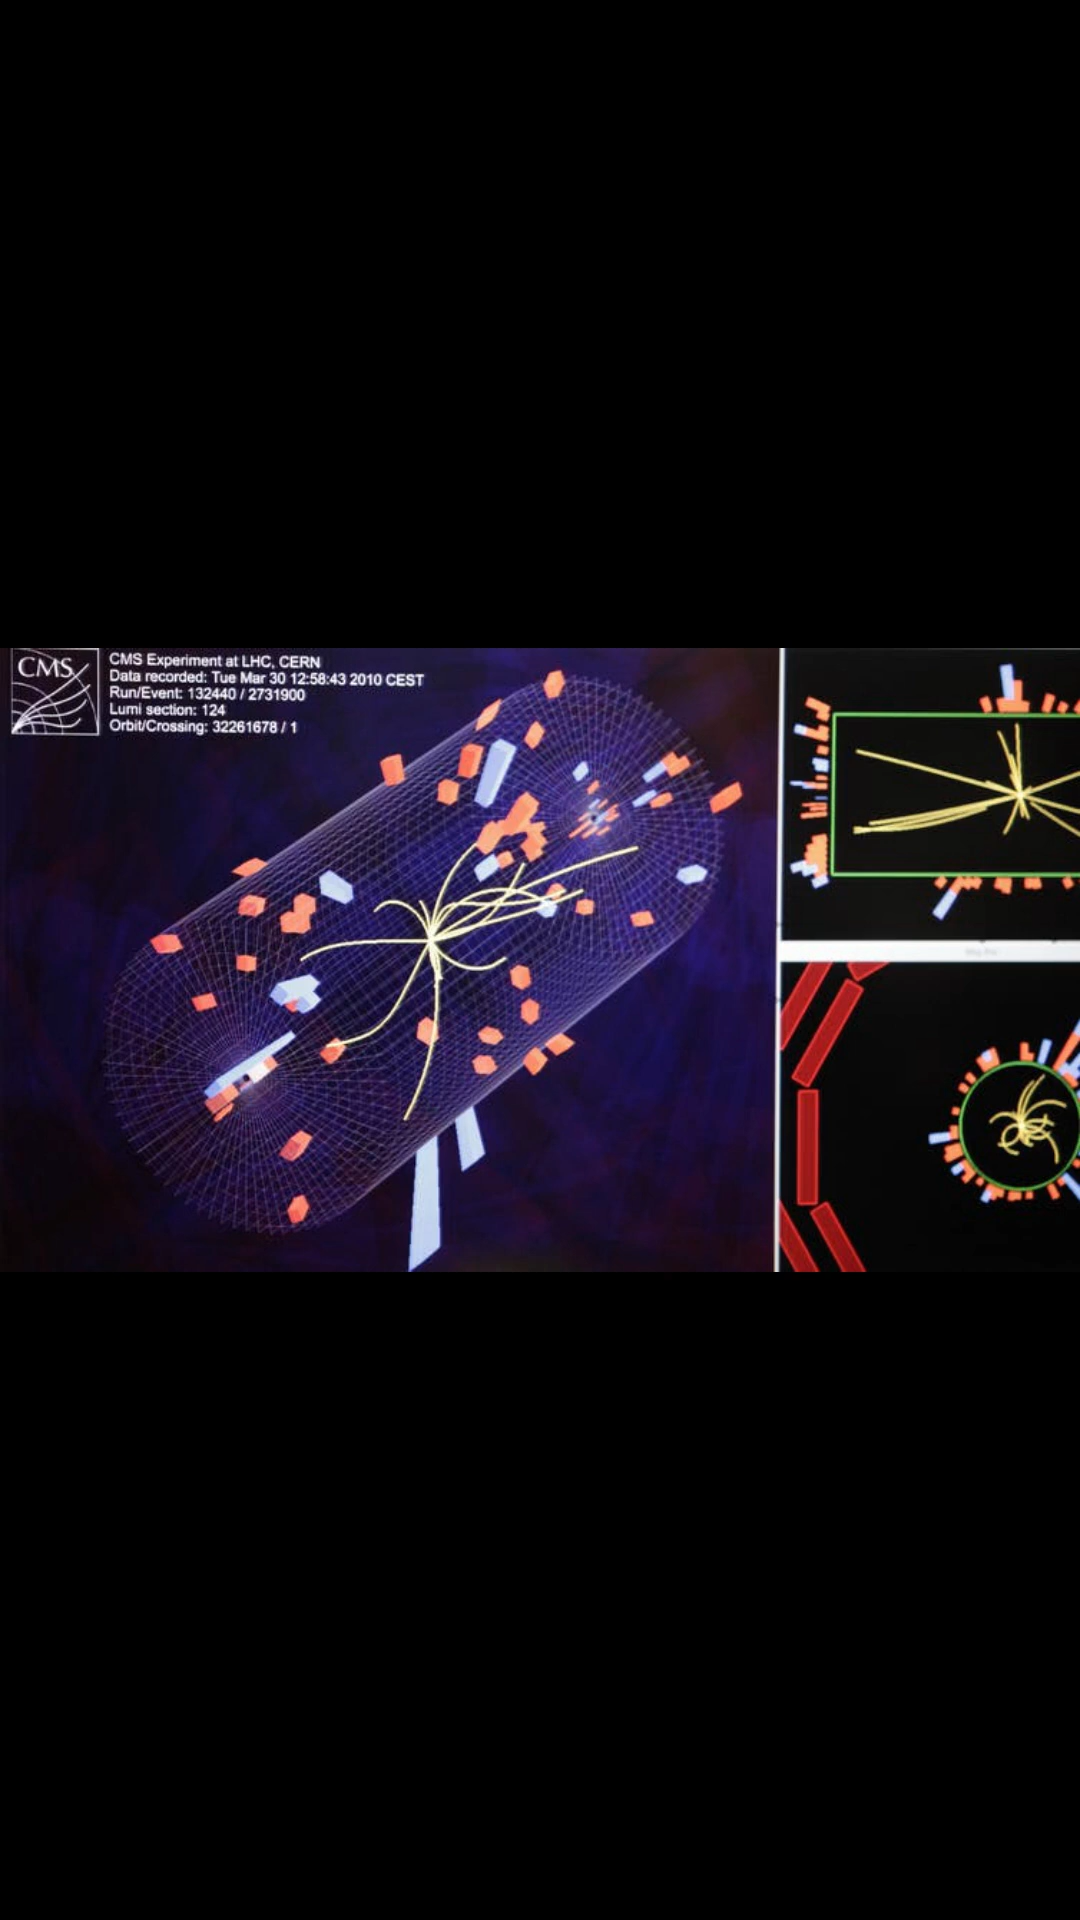 CMS
CMS Experiment at LHC, CERN
Data recorded: Tue Mar 30 12:58:43 2010 CEST
Run/Event: 132440 / 2731900
Lumi section: 124
Orbit/Crossing: 32261678 / 1